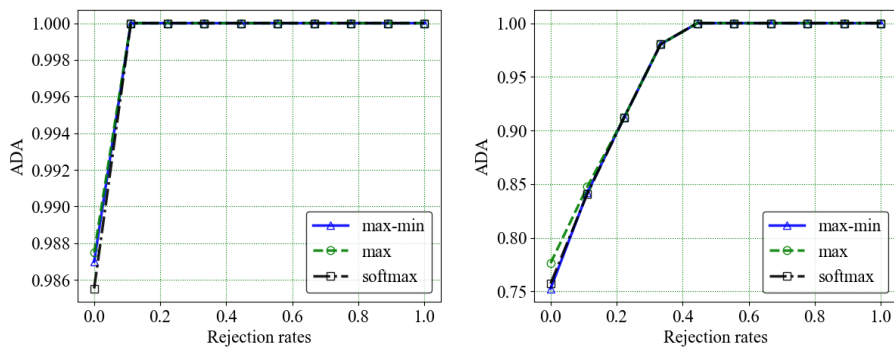 1.000
0.998
0.996
0.994
0.992
0.990
0.988
0.986
ADA
0.0 0.2 0.4 0.6 0.8 1.0
Rejection rates
max-min
max
softmax
1.00
0.95
0.90
0.85
0.80
0.75
ADA
0.0 0.2 0.4 0.6 0.8 1.0
Rejection rates
max-min
max
softmax